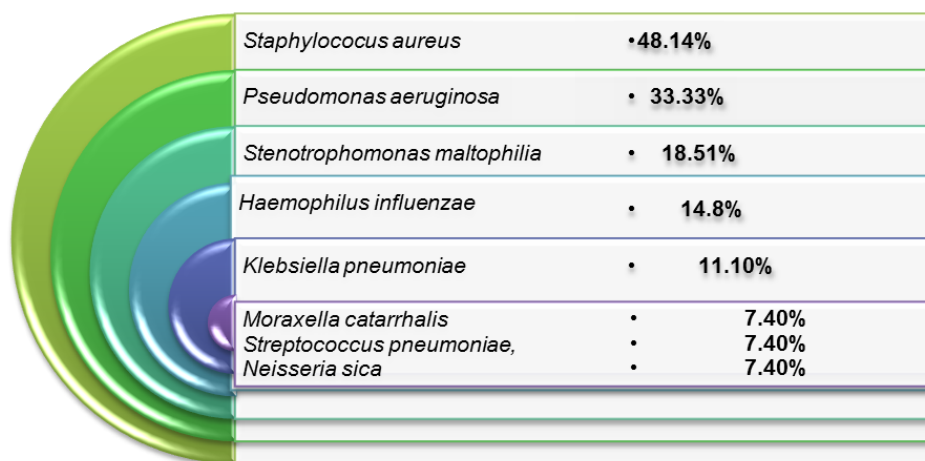 Staphylococus aureus •48.14%
Pseudomonas aeruginosa • 33.33%
Stenotrophomonas maltophilia • 18.51%
Haemophilus influenzae • 14.8%
Klebsiella pneumoniae • 11.10%
Moraxella catarrhalis • 7.40%
Streptococcus pneumoniae, • 7.40%
Neisseria sica • 7.40%